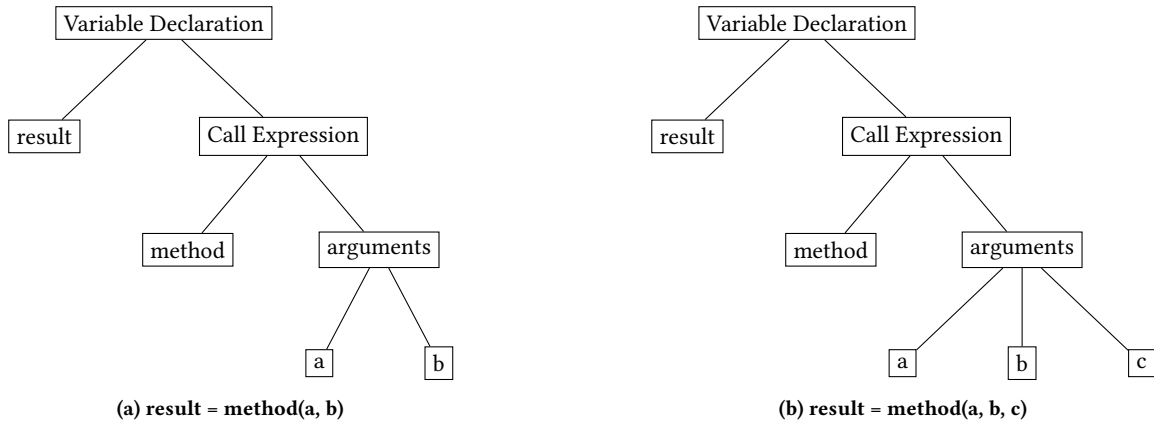 Variable Declaration
result
Call Expression
method
arguments
a
b
(a) result = method(a, b)
Variable Declaration
result
Call Expression
method
arguments
a
b
c
(b) result = method(a, b, c)